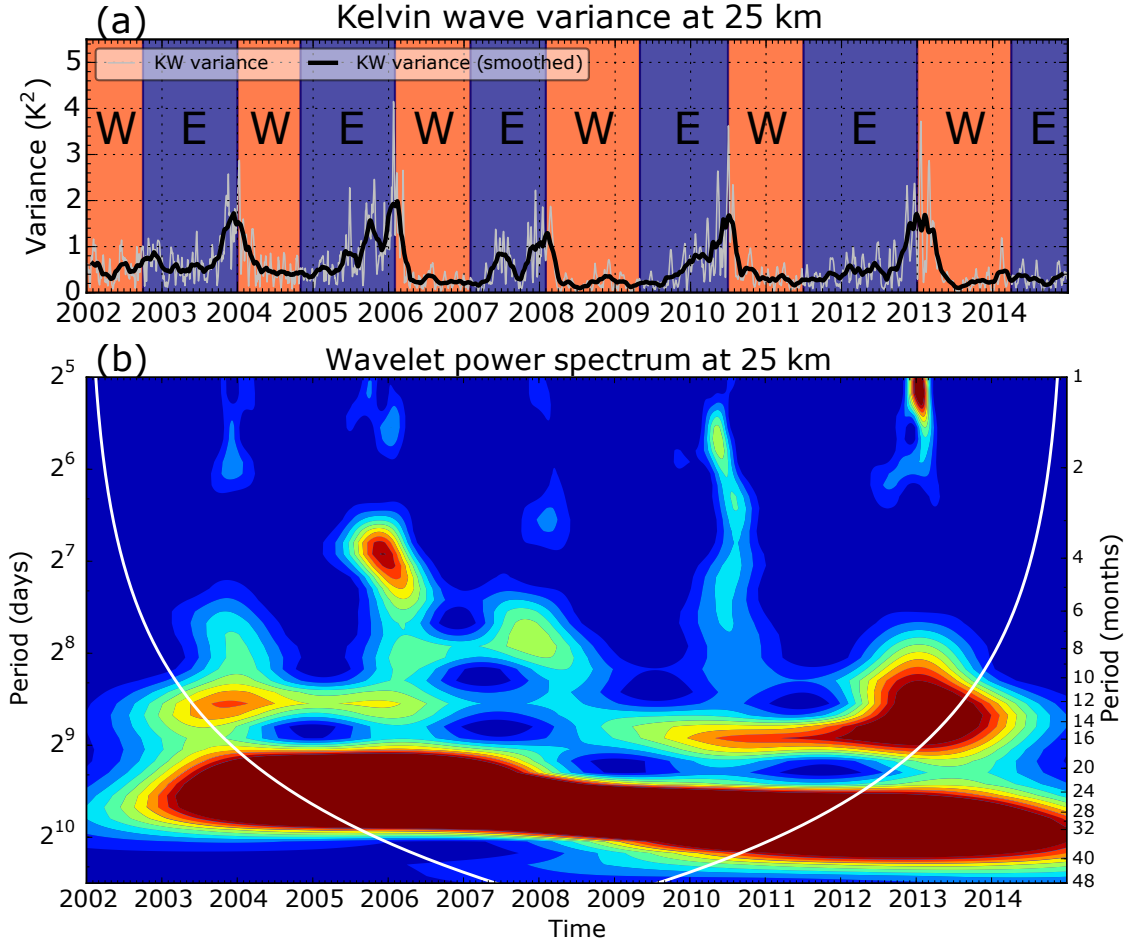 (a) Kelvin wave variance at 25 km
KW variance KW variance (smoothed)
Variance (K²)
5
4
3
2
1
0
W E W E W E W E W E W E
2002 2003 2004 2005 2006 2007 2008 2009 2010 2011 2012 2013 2014
(b) Wavelet power spectrum at 25 km
Period (days)
2⁵
2⁶
2⁷
2⁸
2⁹
2¹⁰
Period (months)
1
2
4
6
8
10
12
14
16
20
24
28
32
40
48
2002 2003 2004 2005 2006 2007 2008 2009 2010 2011 2012 2013 2014
Time